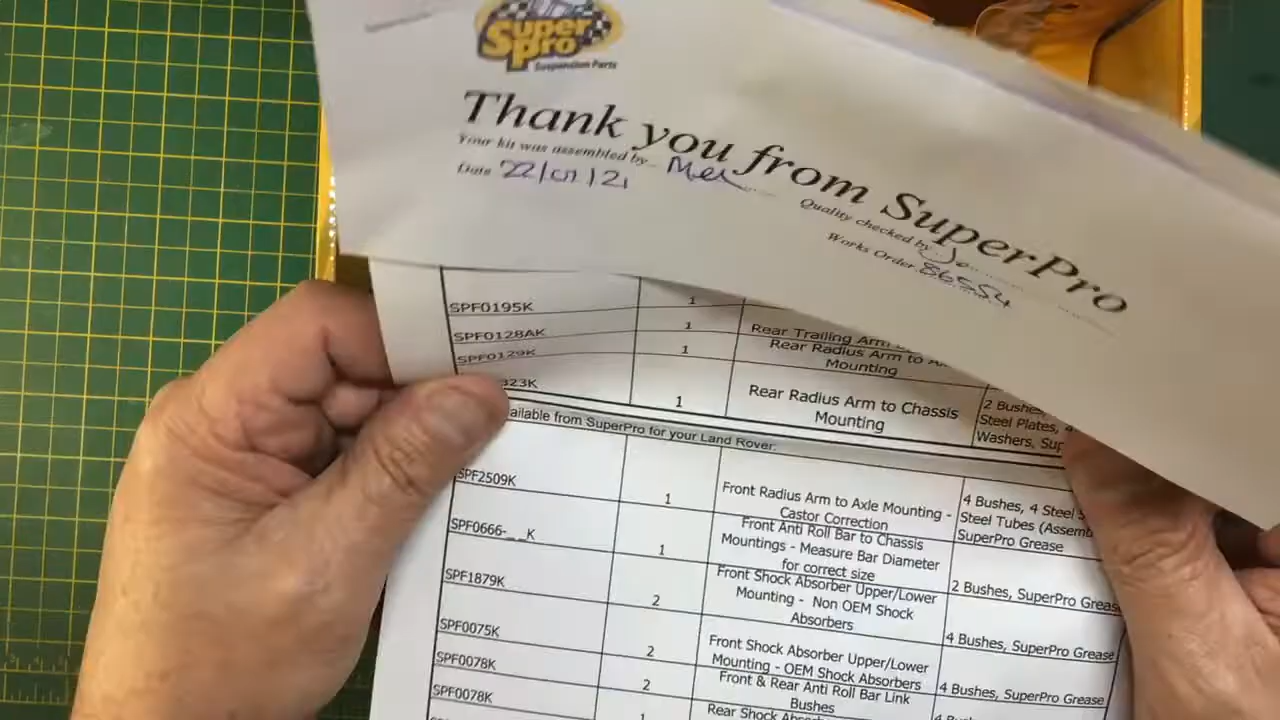 Super
Pro
Suspension Parts
Thank you from SuperPro
Your kit was assembled by... Mel
Quality checked by Jo
Date 22/01/21
Works Order 86554
SPF0195K 1
SPF0128AK 1 Rear Trailing Arm
SPF0129K 1 Rear Radius Arm to
Mounting
23K 1 Rear Radius Arm to Chassis
Mounting
2 Bushes,
Steel Plates, 4
Washers, Sup
ailable from SuperPro for your Land Rover:
SPF2509K 1 Front Radius Arm to Axle Mounting -
Castor Correction
4 Bushes, 4 Steel
Steel Tubes (Assemb
SuperPro Grease
SPF0666-__K 1 Front Anti Roll Bar to Chassis
Mountings - Measure Bar Diameter
for correct size
2 Bushes, SuperPro Grease
SPF1879K 2 Front Shock Absorber Upper/Lower
Mounting - Non OEM Shock
Absorbers
4 Bushes, SuperPro Grease
SPF0075K 2 Front Shock Absorber Upper/Lower
Mounting - OEM Shock Absorbers
4 Bushes, SuperPro Grease
SPF0078K 2 Front & Rear Anti Roll Bar Link
Bushes
SPF0078K Rear Shock